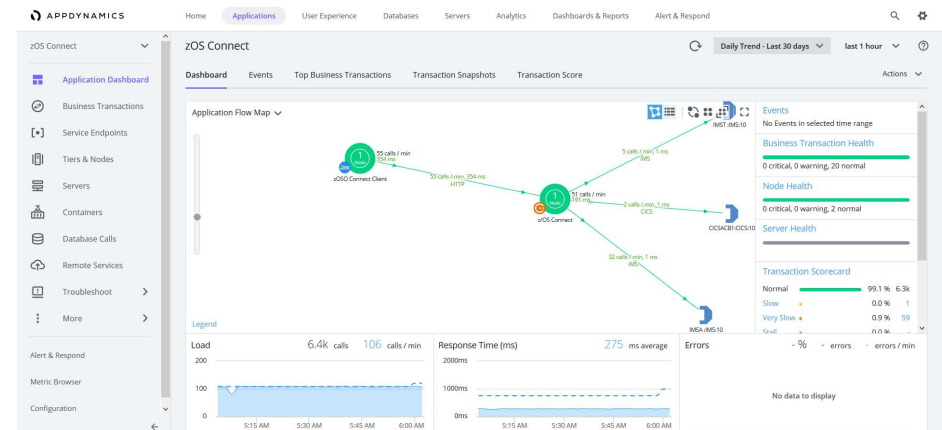 APPDYNAMICS
Home Applications User Experience Databases Servers Analytics Dashboards & Reports Alert & Respond
zOS Connect
zOS Connect
Daily Trend - Last 30 days last 1 hour
Dashboard Events Top Business Transactions Transaction Snapshots Transaction Score
Actions
Application Dashboard
Business Transactions
Service Endpoints
Tiers & Nodes
Servers
Containers
Database Calls
Remote Services
Troubleshoot
More
Alert & Respond
Metric Browser
Configuration
Application Flow Map
1
Node
55 calls / min
354 ms
zOSD Connect Client
55 calls / min, 354 ms
HTTP
1
Node
51 calls / min
191 ms
z/OS Connect
5 calls / min, 1 ms
IMS
IMST :IMS:10
2 calls / min, 1 ms
CICS
CICSACB1:CICS:10
32 calls / min, 1 ms
IMS
IMSA :IMS:10
Legend
Events
No Events in selected time range
Business Transaction Health
0 critical, 0 warning, 20 normal
Node Health
0 critical, 0 warning, 2 normal
Server Health
Transaction Scorecard
Normal 99.1 % 6.3k
Slow 0.0 % 1
Very Slow 0.9 % 59
Stall 0.0 % -
Load 6.4k calls 106 calls / min
200
100
0
5:15 AM 5:30 AM 5:45 AM 6:00 AM
Response Time (ms) 275 ms average
2000ms
1000ms
0ms
5:15 AM 5:30 AM 5:45 AM 6:00 AM
Errors - % - errors - errors / min
No data to display